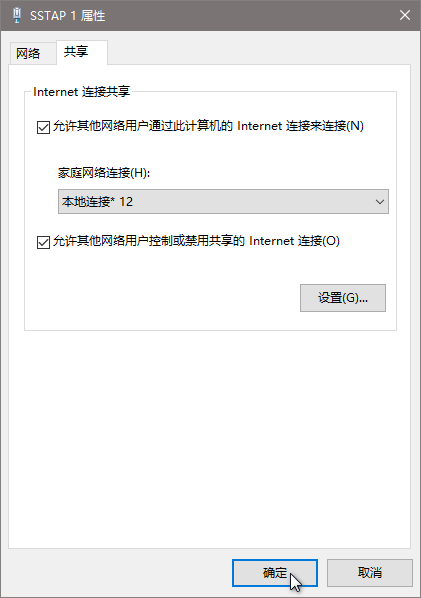 SSTAP 1 属性
网络
共享
Internet 连接共享
允许其他网络用户通过此计算机的 Internet 连接来连接(N)
家庭网络连接(H):
本地连接* 12
允许其他网络用户控制或禁用共享的 Internet 连接(O)
设置(G)...
确定
取消